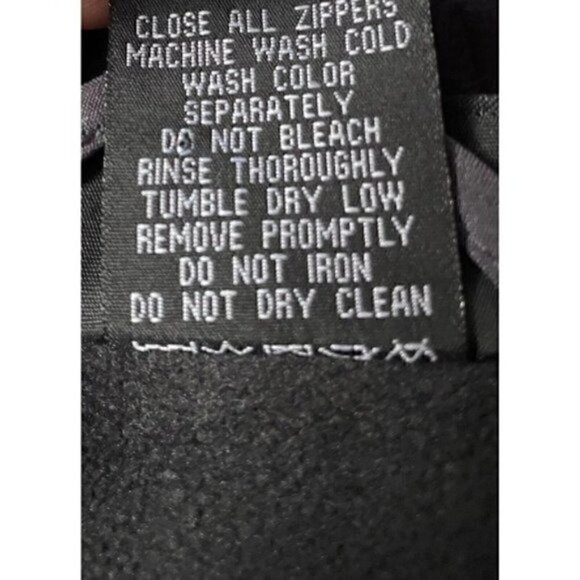 CLOSE ALL ZIPPERS
MACHINE WASH COLD
WASH COLOR
SEPARATELY
DO NOT BLEACH
RINSE THOROUGHLY
TUMBLE DRY LOW
REMOVE PROMPTLY
DO NOT IRON
DO NOT DRY CLEAN